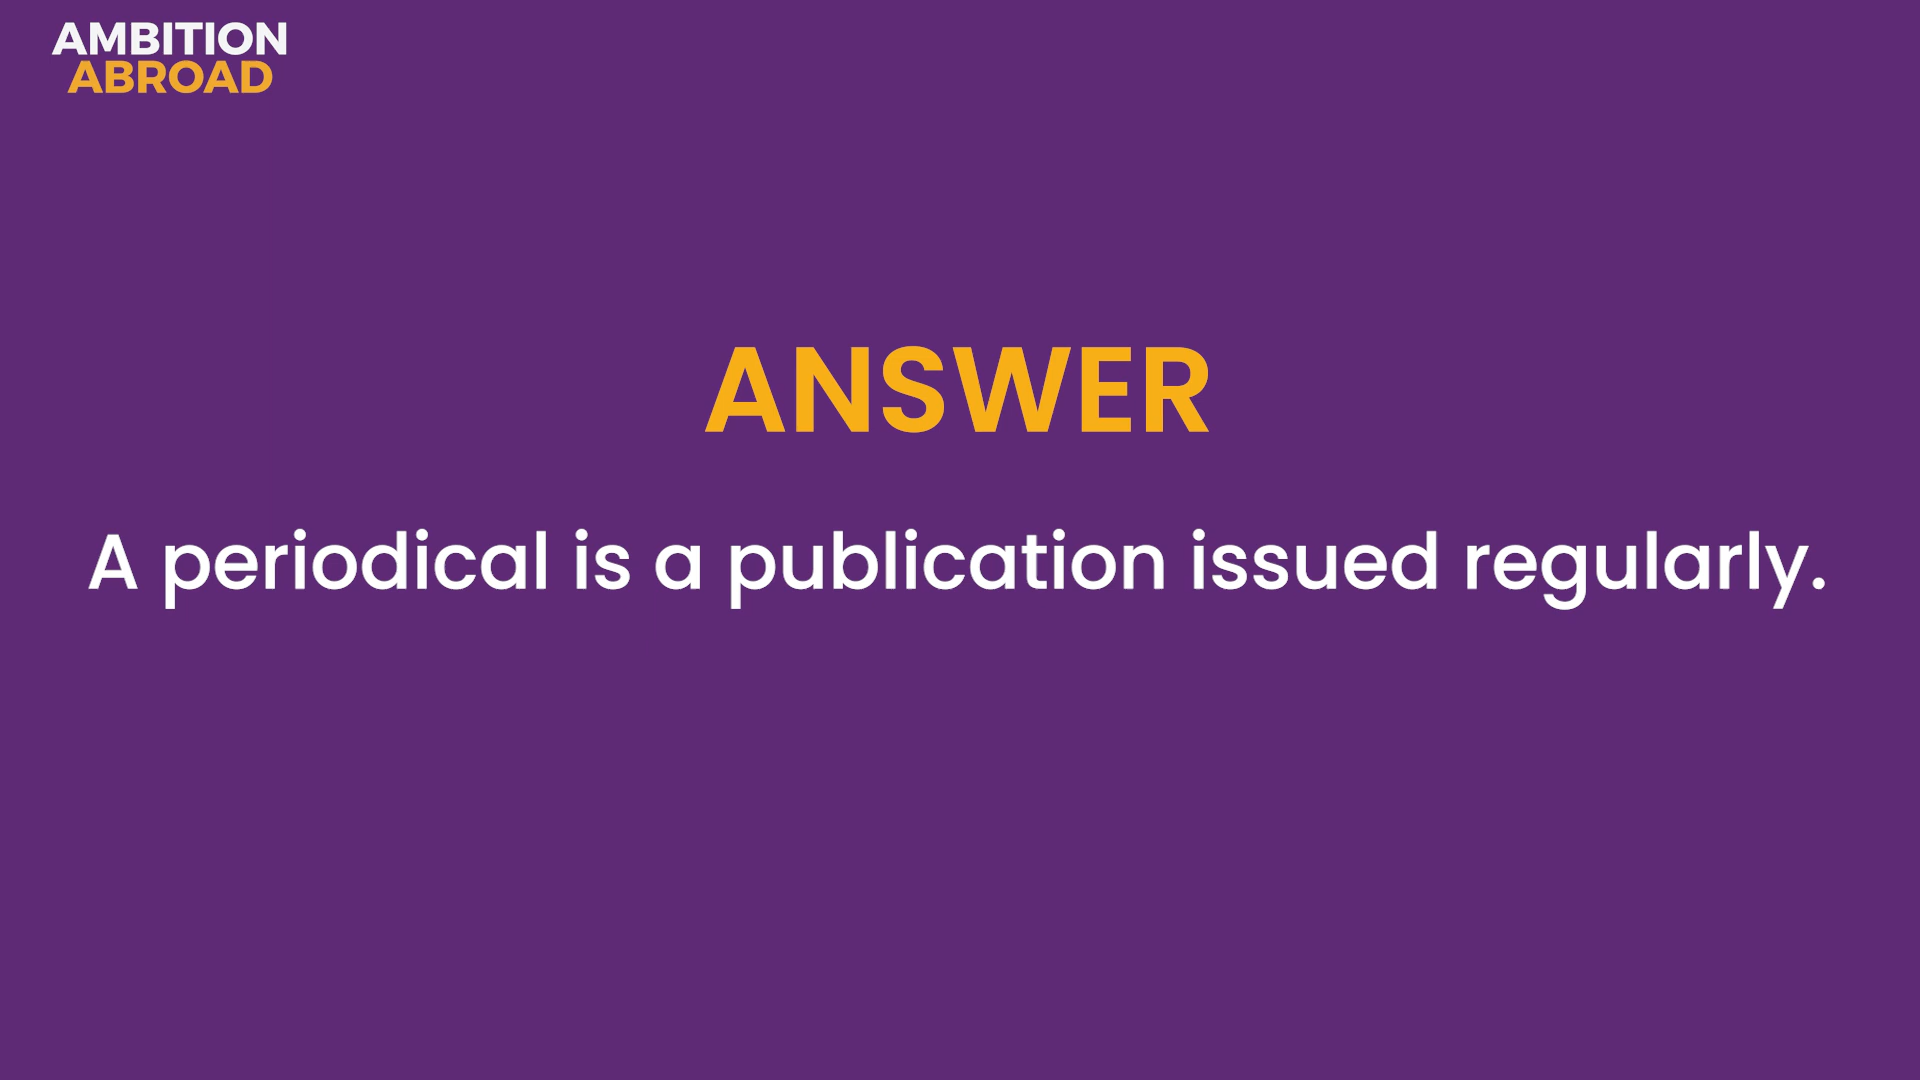 AMBITION
ABROAD
ANSWER
A periodical is a publication issued regularly.